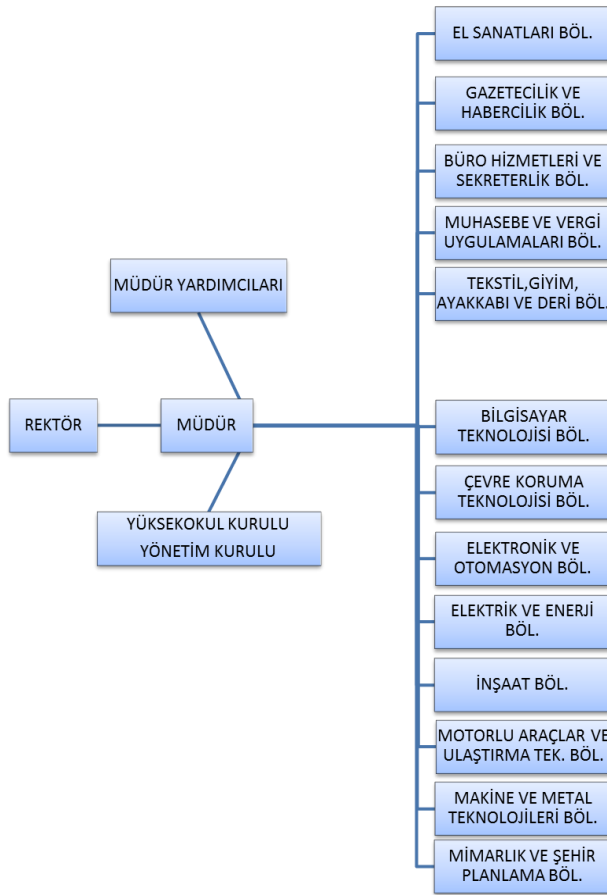 EL SANATLARI BÖL.
GAZETECİLİK VE
HABERCİLİK BÖL.
BÜRO HİZMETLERİ VE
SEKRETERLİK BÖL.
MUHASEBE VE VERGİ
UYGULAMALARI BÖL.
TEKSTİL,GİYİM,
AYAKKABI VE DERİ BÖL.
MÜDÜR YARDIMCILARI
REKTÖR
MÜDÜR
YÜKSEKOKUL KURULU
YÖNETİM KURULU
BİLGİSAYAR
TEKNOLOJİSİ BÖL.
ÇEVRE KORUMA
TEKNOLOJİSİ BÖL.
ELEKTRONİK VE
OTOMASYON BÖL.
ELEKTRİK VE ENERJİ
BÖL.
İNŞAAT BÖL.
MOTORLU ARAÇLAR VE
ULAŞTIRMA TEK. BÖL.
MAKİNE VE METAL
TEKNOLOJİLERİ BÖL.
MİMARLIK VE ŞEHİR
PLANLAMA BÖL.